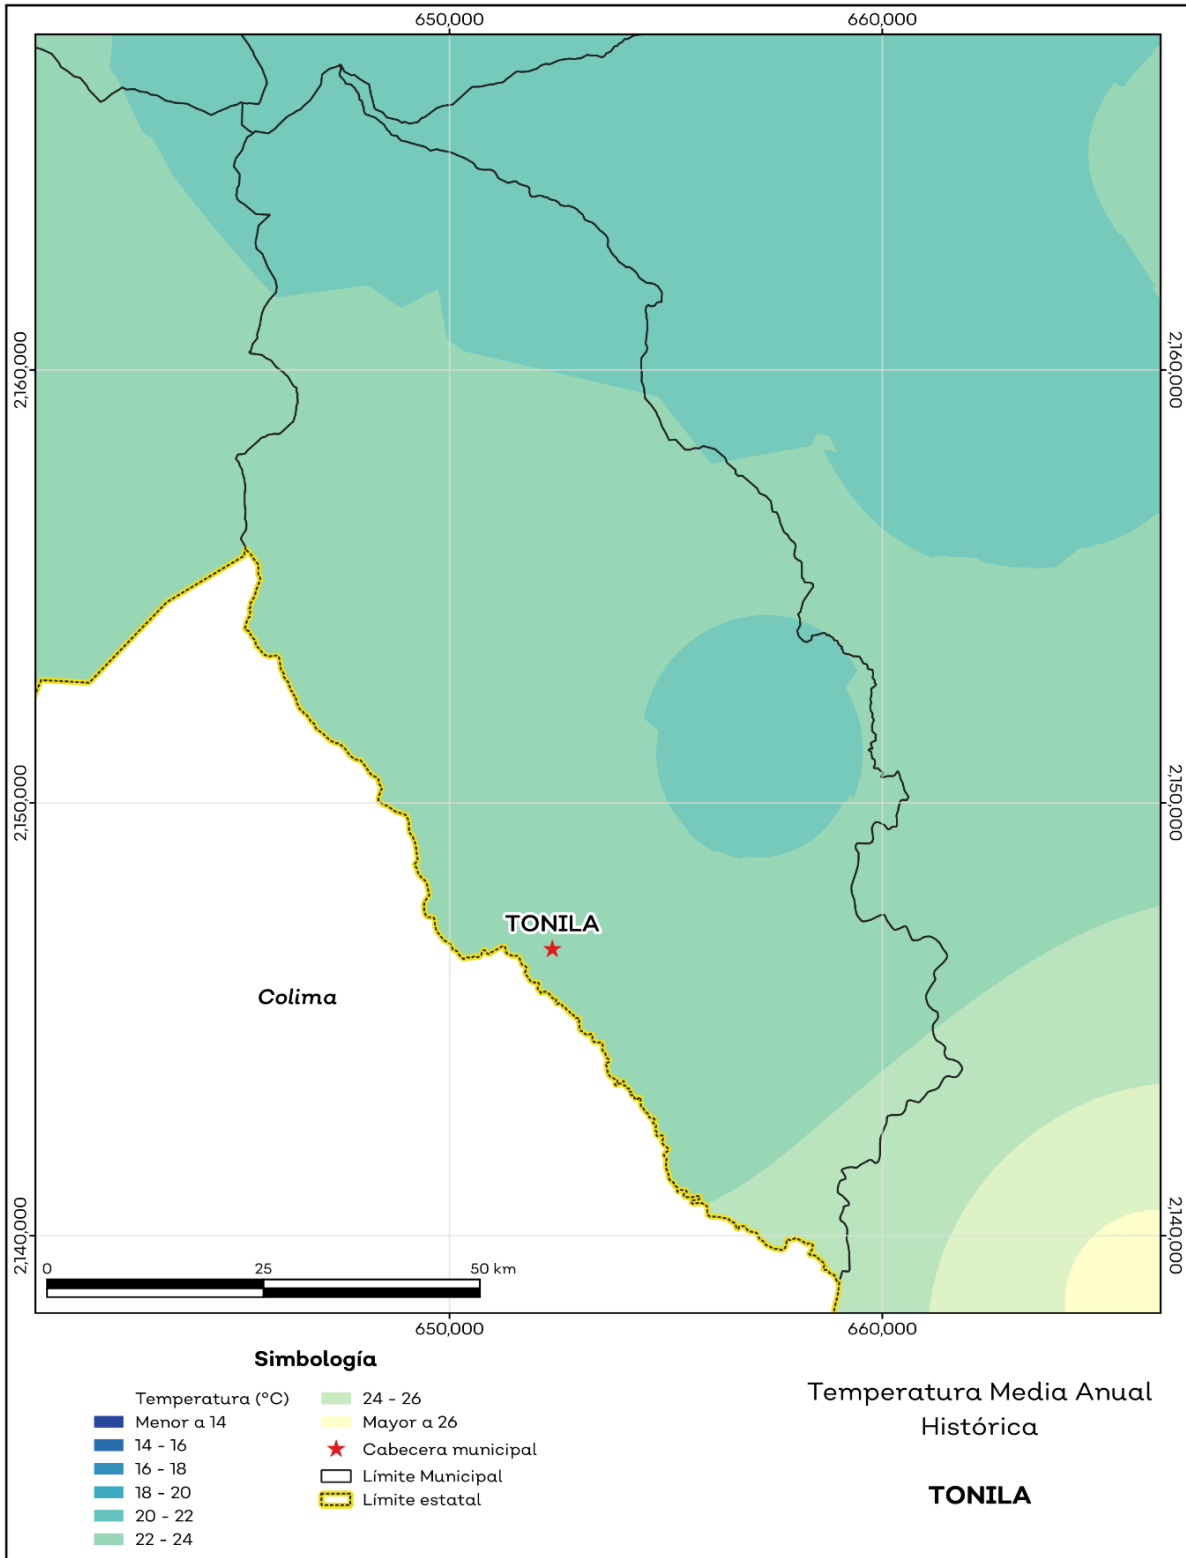 650,000
660,000
2,160,000
2,160,000
2,150,000
2,150,000
TONILA
Colima
2,140,000
2,140,000
0
25
50 km
650,000
660,000
Simbología
Temperatura (°C)
Menor a 14
14 - 16
16 - 18
18 - 20
20 - 22
22 - 24
24 - 26
Mayor a 26
Cabecera municipal
Límite Municipal
Límite estatal
Temperatura Media Anual
Histórica
TONILA